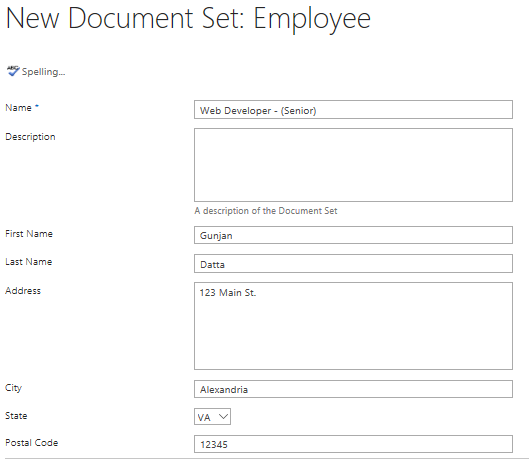 New Document Set: Employee
ABC Spelling...
Name * Web Developer - (Senior)
Description
A description of the Document Set
First Name Gunjan
Last Name Datta
Address 123 Main St.
City Alexandria
State VA
Postal Code 12345